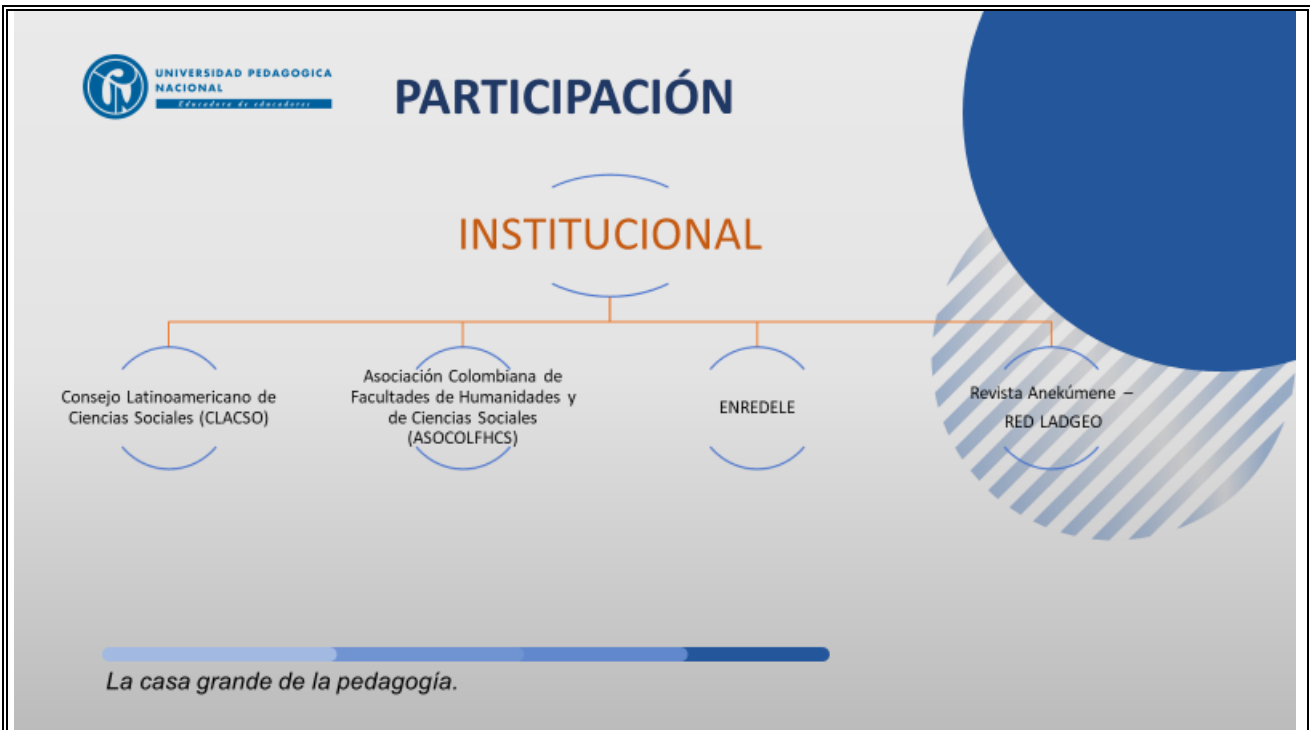 UNIVERSIDAD PEDAGOGICA
NACIONAL
Educadora de educadores
PARTICIPACIÓN
INSTITUCIONAL
Consejo Latinoamericano de
Ciencias Sociales (CLACSO)
Asociación Colombiana de
Facultades de Humanidades y
de Ciencias Sociales
(ASOCOLFHCS)
ENREDELE
Revista Anekúmene –
RED LADGEO
La casa grande de la pedagogía.